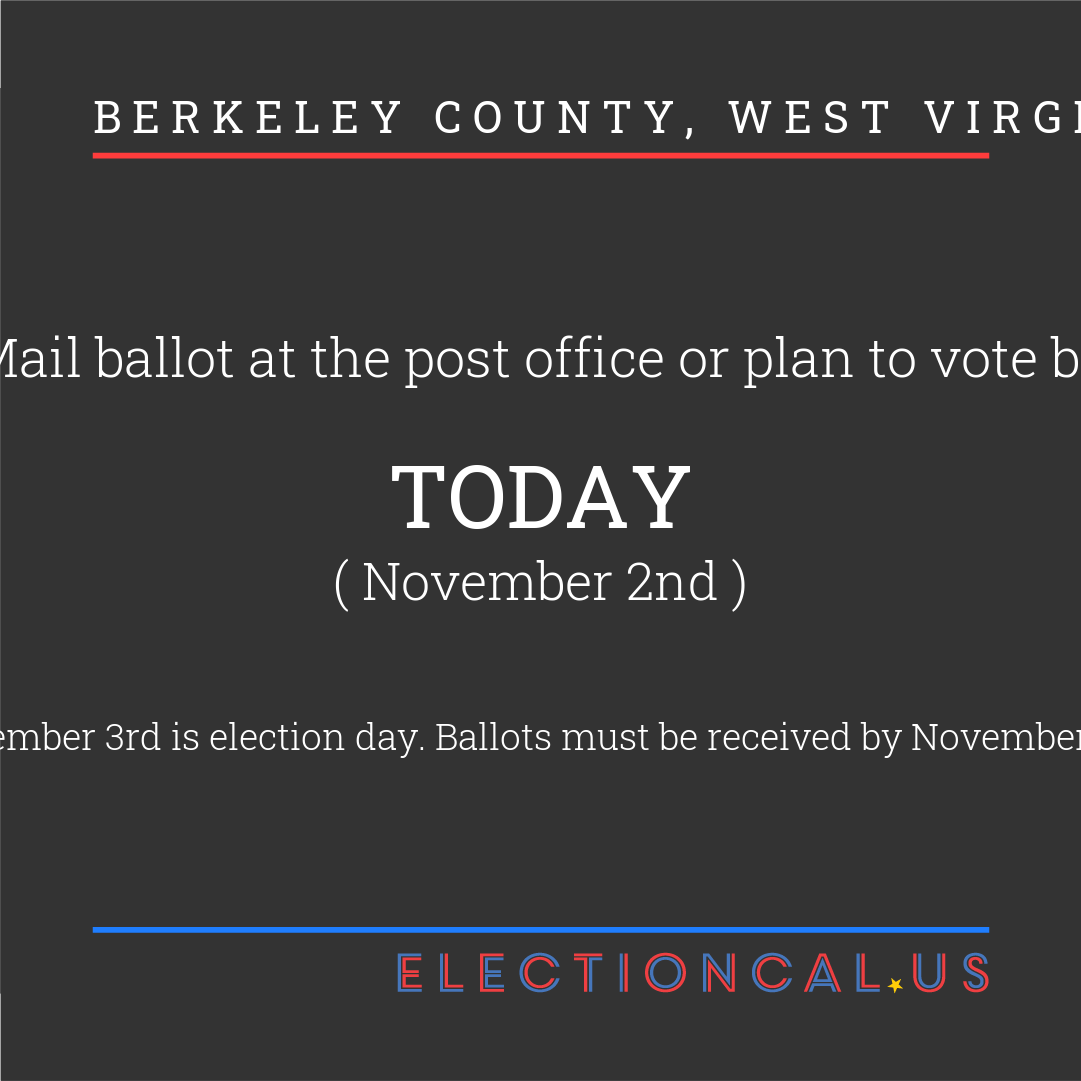 BERKELEY COUNTY, WEST VIRGI
Mail ballot at the post office or plan to vote b
TODAY
( November 2nd )
ember 3rd is election day. Ballots must be received by November
ELECTIONCAL.US